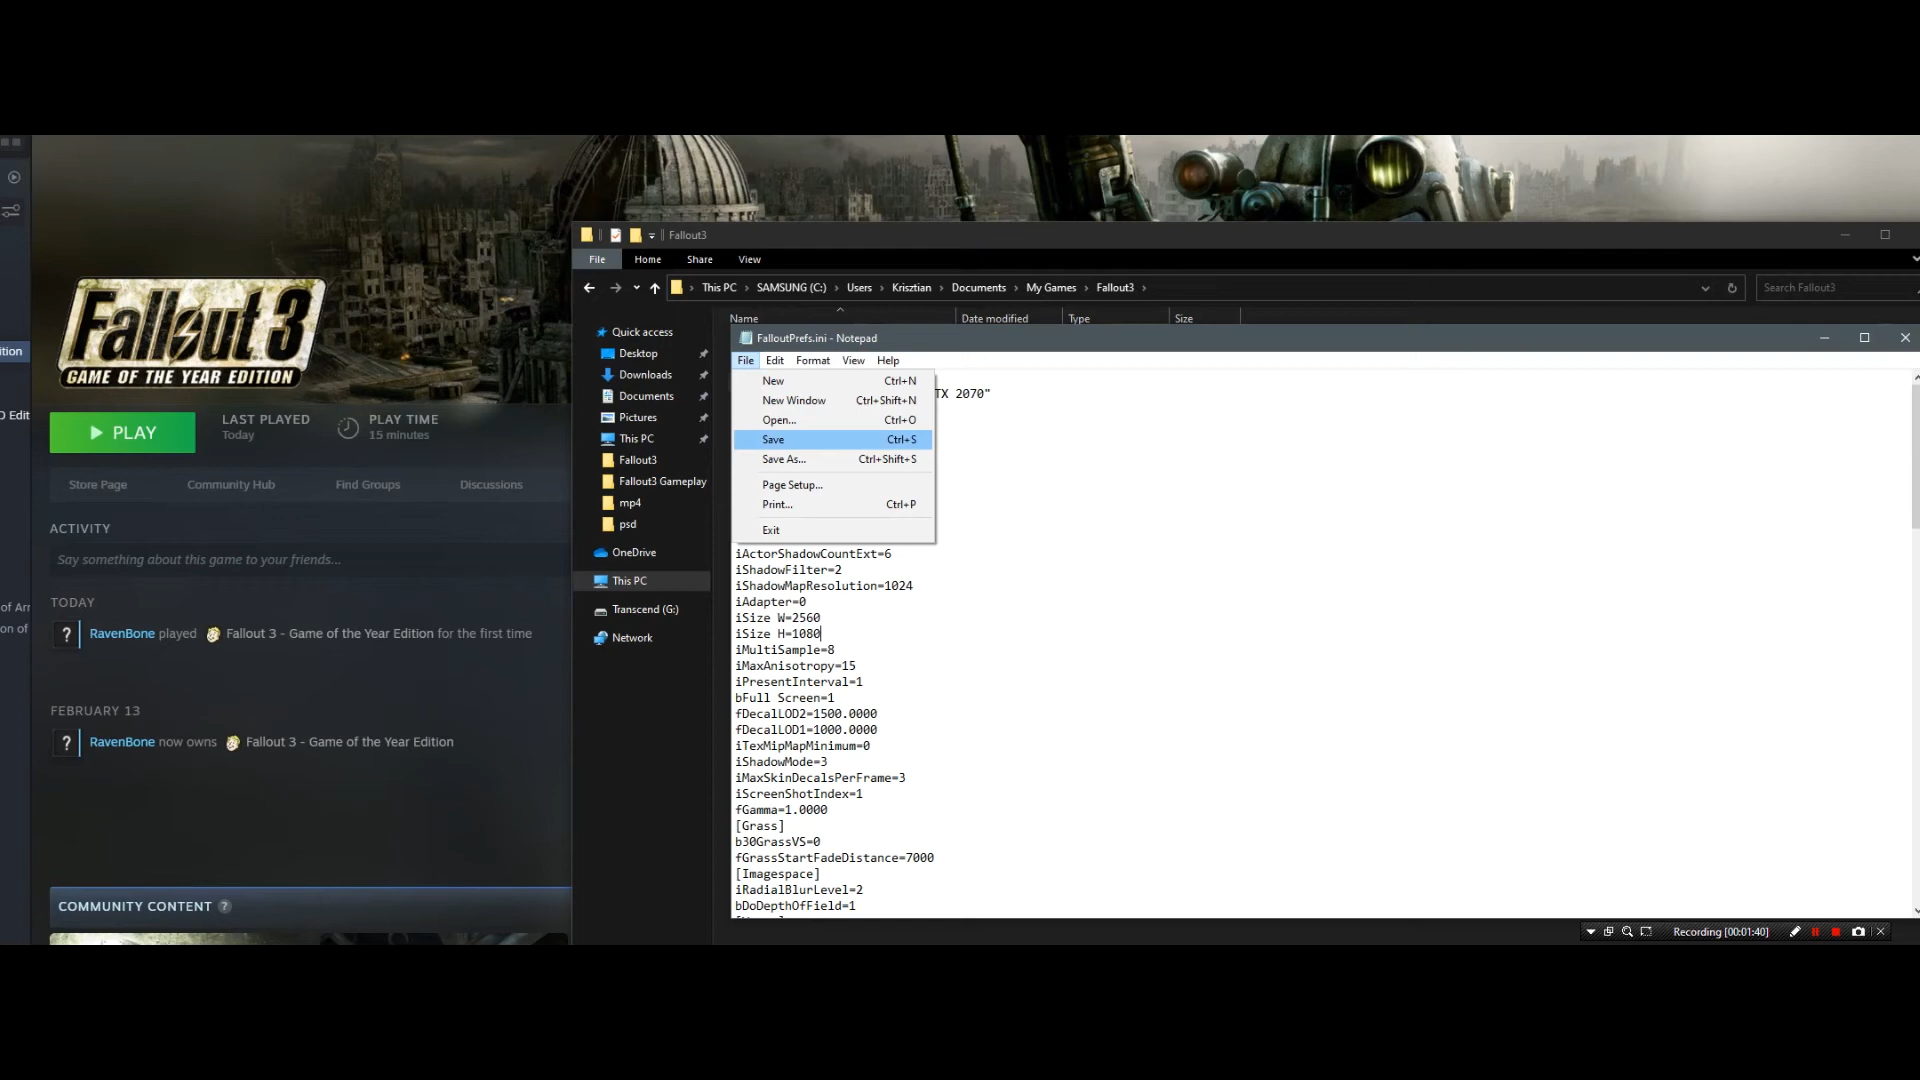 Fallout 3
GAME OF THE YEAR EDITION
ition
O Edit
of Arr
on of
PLAY
LAST PLAYED
Today
PLAY TIME
15 minutes
Store Page
Community Hub
Find Groups
Discussions
ACTIVITY
Say something about this game to your friends...
TODAY
? RavenBone played Fallout 3 - Game of the Year Edition for the first time
FEBRUARY 13
? RavenBone now owns Fallout 3 - Game of the Year Edition
COMMUNITY CONTENT ?
Fallout3
File Home Share View
This PC > SAMSUNG (C:) > Users > Krisztian > Documents > My Games > Fallout3 >
Search Fallout3
Quick access
Desktop
Downloads
Documents
Pictures
This PC
Fallout3
Fallout3 Gameplay
mp4
psd
OneDrive
This PC
Transcend (G:)
Network
Name Date modified Type Size
FalloutPrefs.ini - Notepad
File Edit Format View Help
New Ctrl+N
New Window Ctrl+Shift+N
Open... Ctrl+O
Save Ctrl+S
Save As... Ctrl+Shift+S
Page Setup...
Print... Ctrl+P
Exit
TX 2070"
iActorShadowCountExt=6
iShadowFilter=2
iShadowMapResolution=1024
iAdapter=0
iSize W=2560
iSize H=1080
iMultiSample=8
iMaxAnisotropy=15
iPresentInterval=1
bFull Screen=1
fDecalLOD2=1500.0000
fDecalLOD1=1000.0000
iTexMipMapMinimum=0
iShadowMode=3
iMaxSkinDecalsPerFrame=3
iScreenShotIndex=1
fGamma=1.0000
[Grass]
b30GrassVS=0
fGrassStartFadeDistance=7000
[Imagespace]
iRadialBlurLevel=2
bDoDepthOfField=1
Recording [00:01:40]